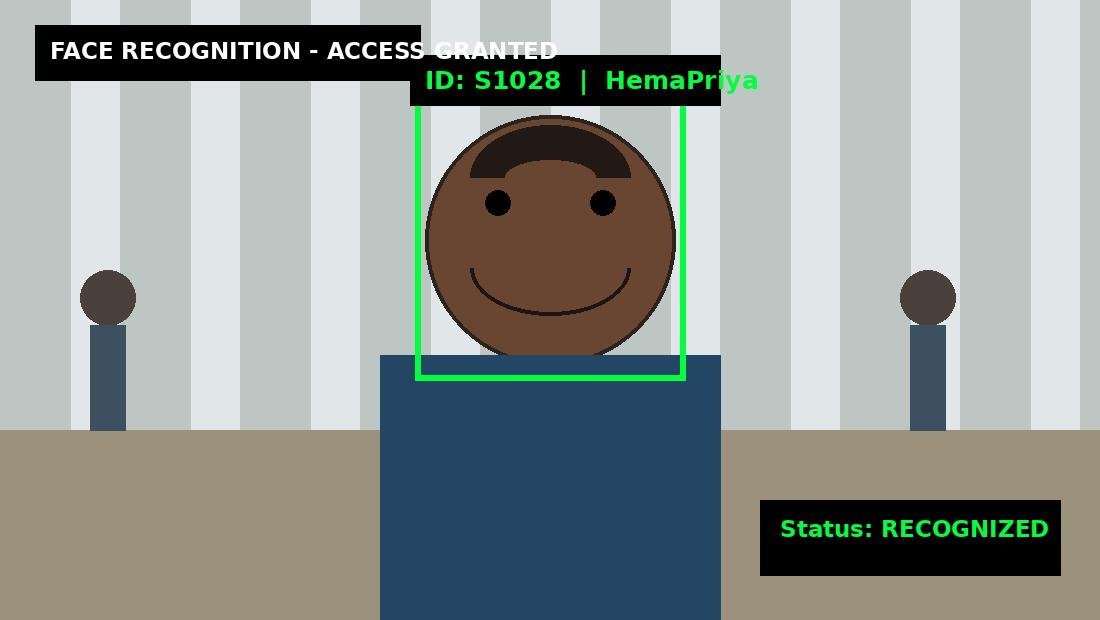 FACE RECOGNITION - ACCESS GRANTED
ID: S1028 | HemaPriya
Status: RECOGNIZED